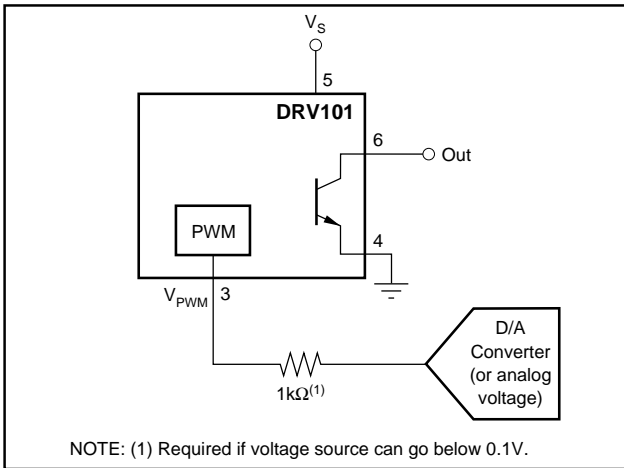 V_S
5
DRV101
6
Out
PWM
4
V_PWM 3
D/A
Converter
(or analog
voltage)
1kΩ(1)
NOTE: (1) Required if voltage source can go below 0.1V.